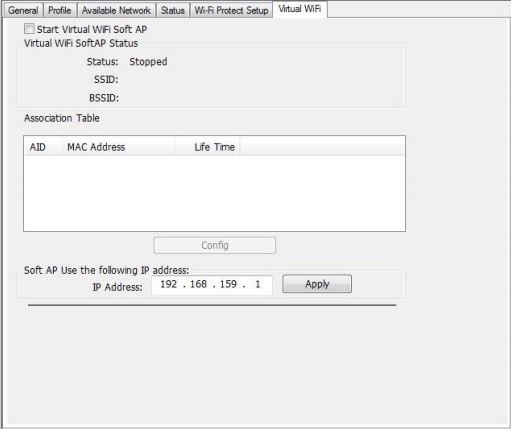 General Profile Available Network Status Wi-Fi Protect Setup Virtual WiFi
Start Virtual WiFi Soft AP
Virtual WiFi SoftAP Status
Status: Stopped
SSID:
BSSID:
Association Table
AID MAC Address Life Time
Config
Soft AP Use the following IP address:
IP Address: 192 . 168 . 159 . 1 Apply